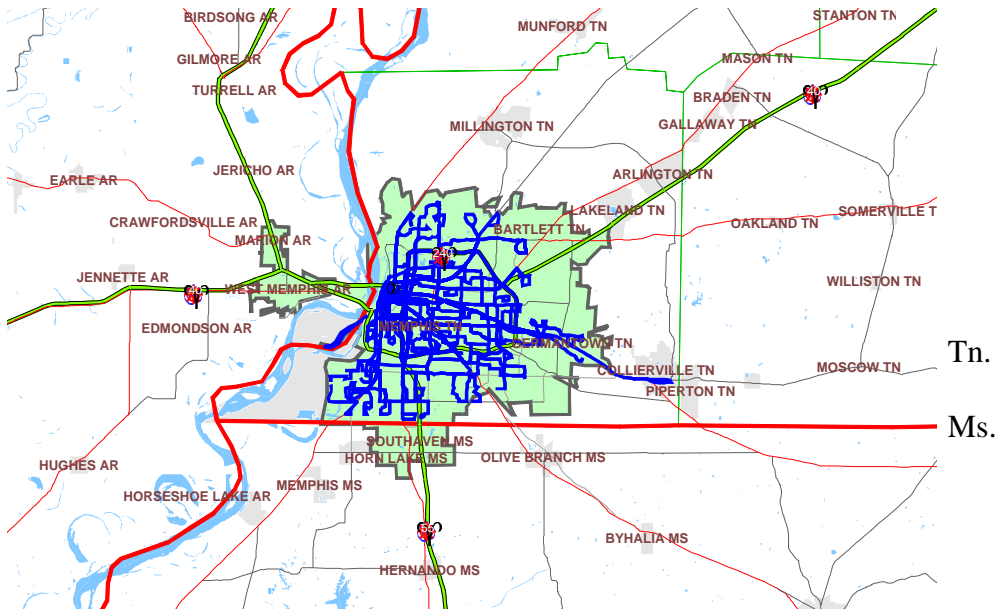 BIRDSONG AR
STANTON TN
MUNFORD TN
GILMORE AR
MASON TN
TURRELL AR
40
BRADEN TN
MILLINGTON TN
GALLAWAY TN
JERICHO AR
ARLINGTON TN
EARLE AR
LAKELAND TN
SOMERVILLE T
CRAWFORDSVILLE AR
OAKLAND TN
BARTLETT TN
MARION AR
240
JENNETTE AR
WILLISTON TN
WEST MEMPHIS AR
40
EDMONDSON AR
MEMPHIS TN
GERMANTOWN TN
Tn.
MOSCOW TN
COLLIERVILLE TN
PIPERTON TN
Ms.
SOUTHAVEN MS
HORN LAKE MS
OLIVE BRANCH MS
HUGHES AR
MEMPHIS MS
HORSESHOE LAKE AR
55
BYHALIA MS
HERNANDO MS